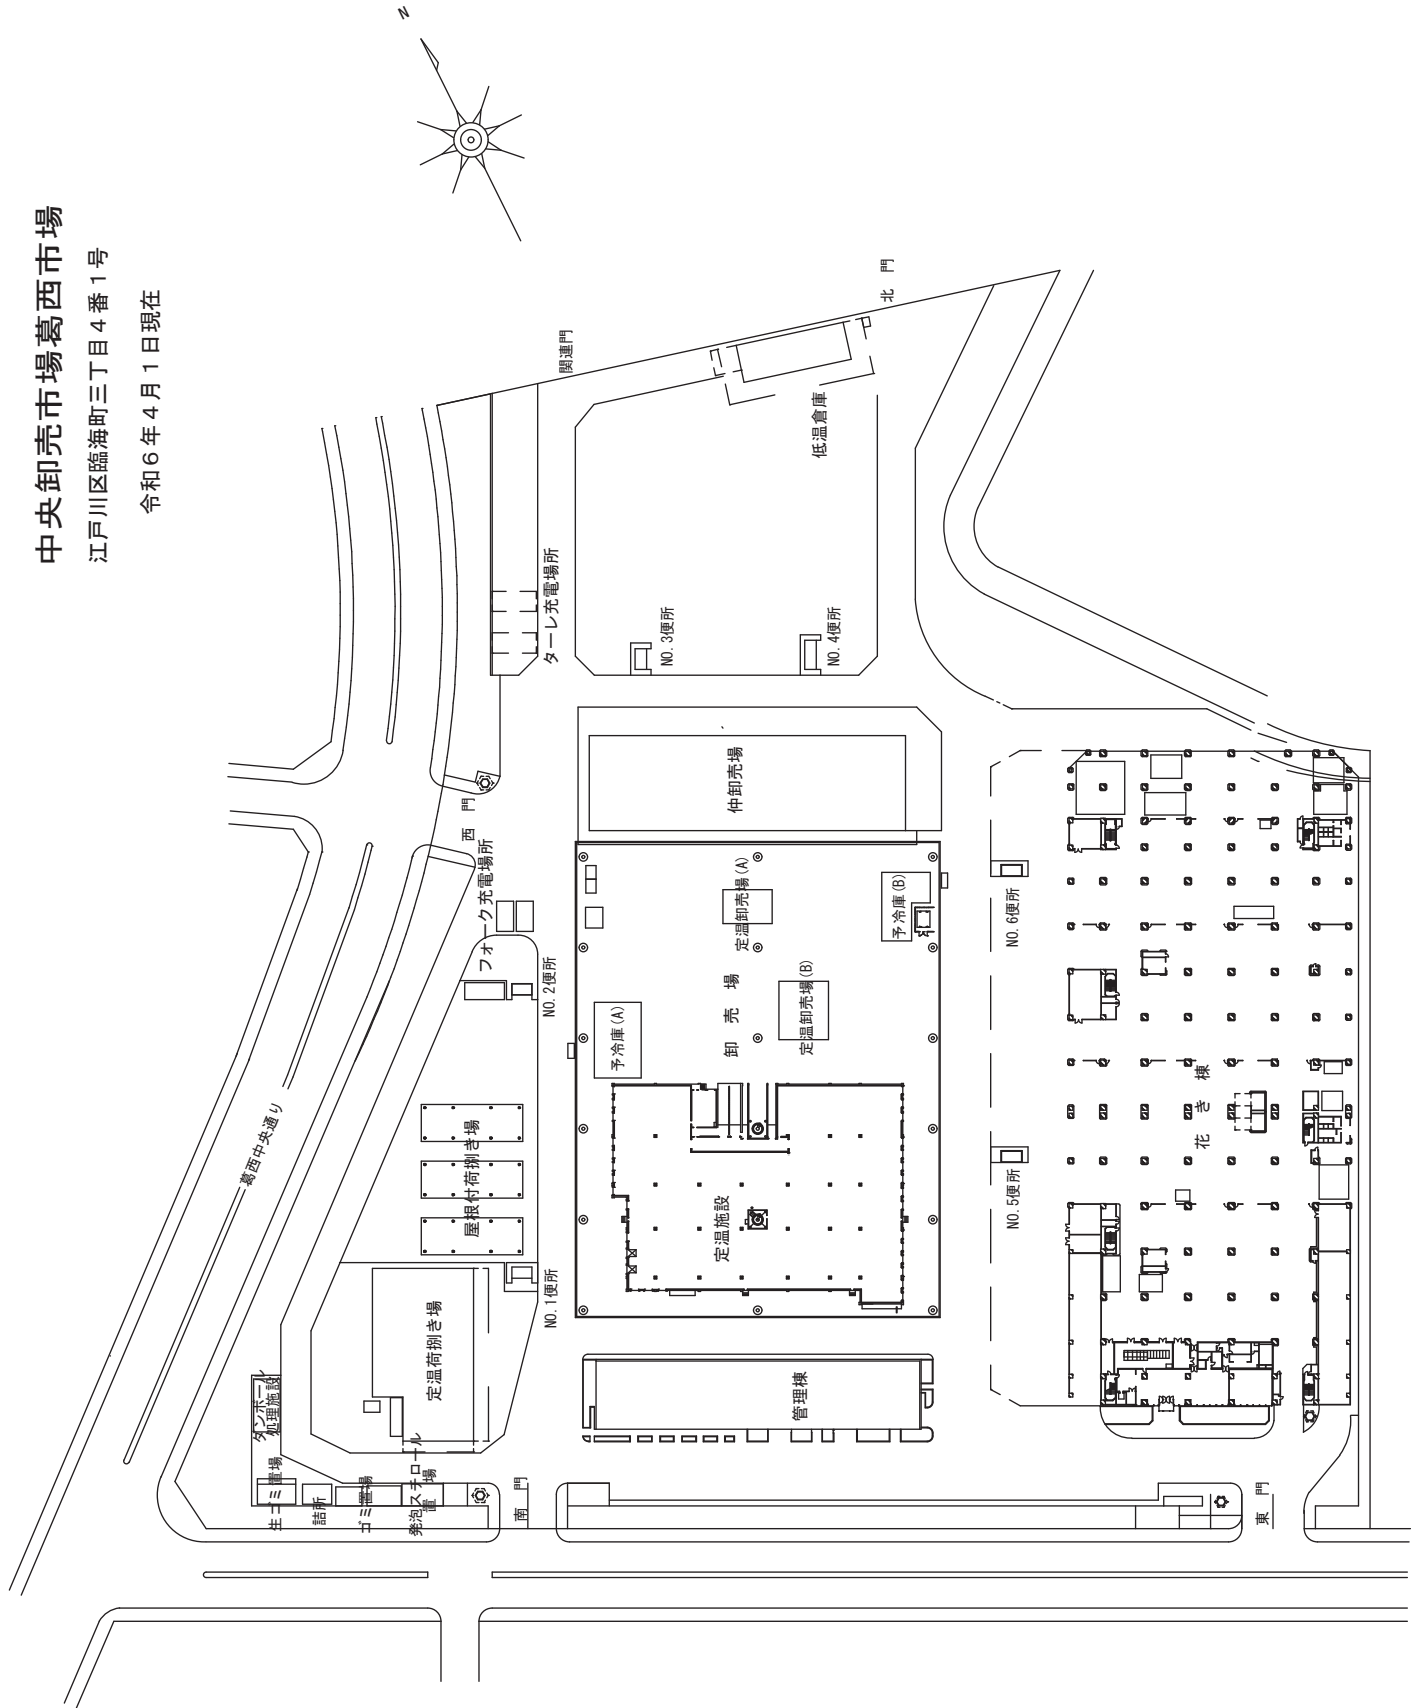 中央卸売市場葛西市場
江戸川区臨海町三丁目4番1号
令和6年4月1日現在
N
関連門
北 門
低温倉庫
ターレ充電場所
NO.3便所
NO.4便所
仲卸売場
西 門
フォーク充電場所
NO.2便所
定温卸売場(A)
予冷庫(B)
卸 売 場
定温卸売場(B)
予冷庫(A)
NO.6便所
葛西中央通り
屋根付荷捌き場
定温施設
花 き 棟
NO.5便所
NO.1便所
定温荷捌き場
管理棟
ダンボール
処理施設
生ゴミ置場
詰所
ゴミ置場
発泡スチロール
置 場
南 門
東 門